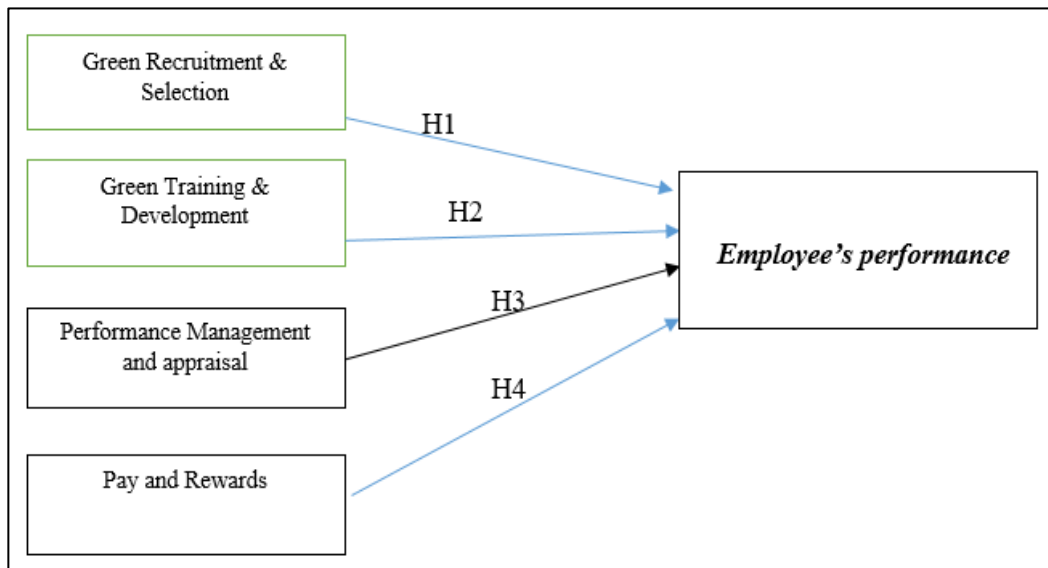 Green Recruitment &
Selection
H1
Green Training &
Development
H2
Employee’s performance
Performance Management
and appraisal
H3
H4
Pay and Rewards